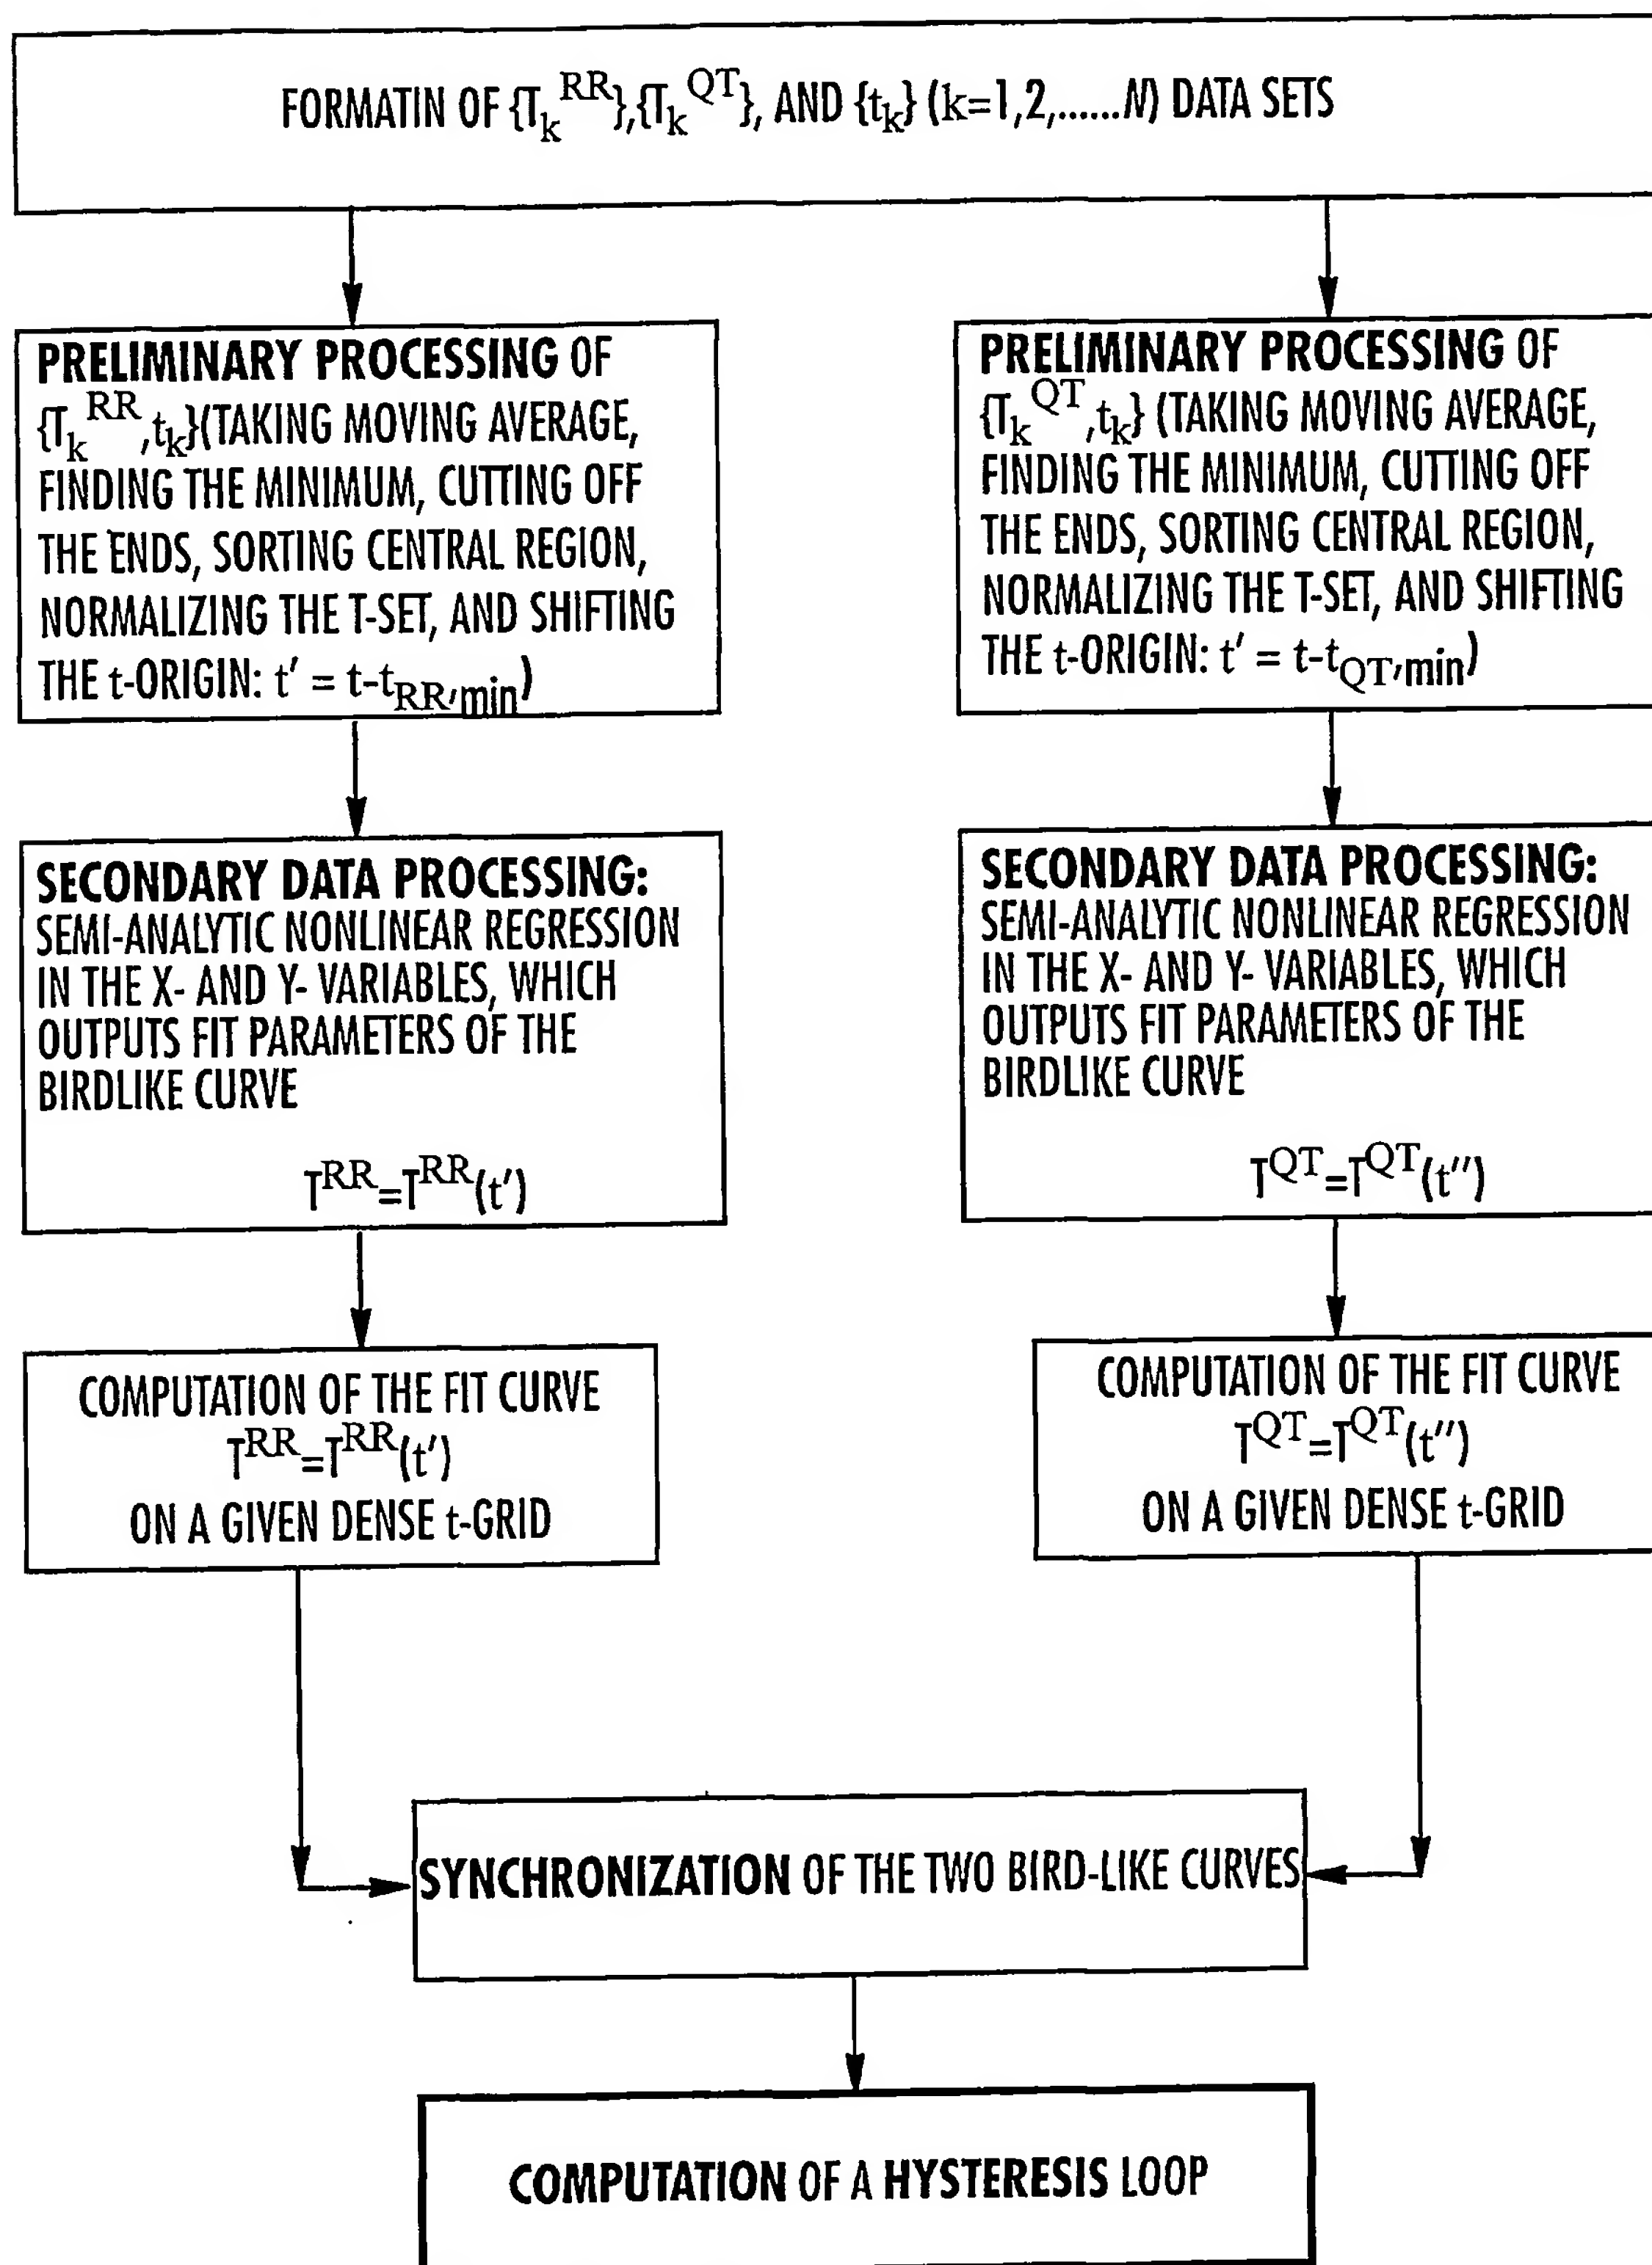 FORMATIN OF {T_k^RR},{T_k^QT}, AND {t_k} (k=1,2,......N) DATA SETS
PRELIMINARY PROCESSING OF
{T_k^RR,t_k}(TAKING MOVING AVERAGE,
FINDING THE MINIMUM, CUTTING OFF
THE ENDS, SORTING CENTRAL REGION,
NORMALIZING THE T-SET, AND SHIFTING
THE t-ORIGIN: t′ = t-t_RR,min)
PRELIMINARY PROCESSING OF
{T_k^QT,t_k} (TAKING MOVING AVERAGE,
FINDING THE MINIMUM, CUTTING OFF
THE ENDS, SORTING CENTRAL REGION,
NORMALIZING THE T-SET, AND SHIFTING
THE t-ORIGIN: t′ = t-t_QT,min)
SECONDARY DATA PROCESSING:
SEMI-ANALYTIC NONLINEAR REGRESSION
IN THE X- AND Y- VARIABLES, WHICH
OUTPUTS FIT PARAMETERS OF THE
BIRDLIKE CURVE
T^RR=T^RR(t′)
SECONDARY DATA PROCESSING:
SEMI-ANALYTIC NONLINEAR REGRESSION
IN THE X- AND Y- VARIABLES, WHICH
OUTPUTS FIT PARAMETERS OF THE
BIRDLIKE CURVE
T^QT=T^QT(t″)
COMPUTATION OF THE FIT CURVE
T^RR=T^RR(t′)
ON A GIVEN DENSE t-GRID
COMPUTATION OF THE FIT CURVE
T^QT=T^QT(t″)
ON A GIVEN DENSE t-GRID
SYNCHRONIZATION OF THE TWO BIRD-LIKE CURVES
COMPUTATION OF A HYSTERESIS LOOP